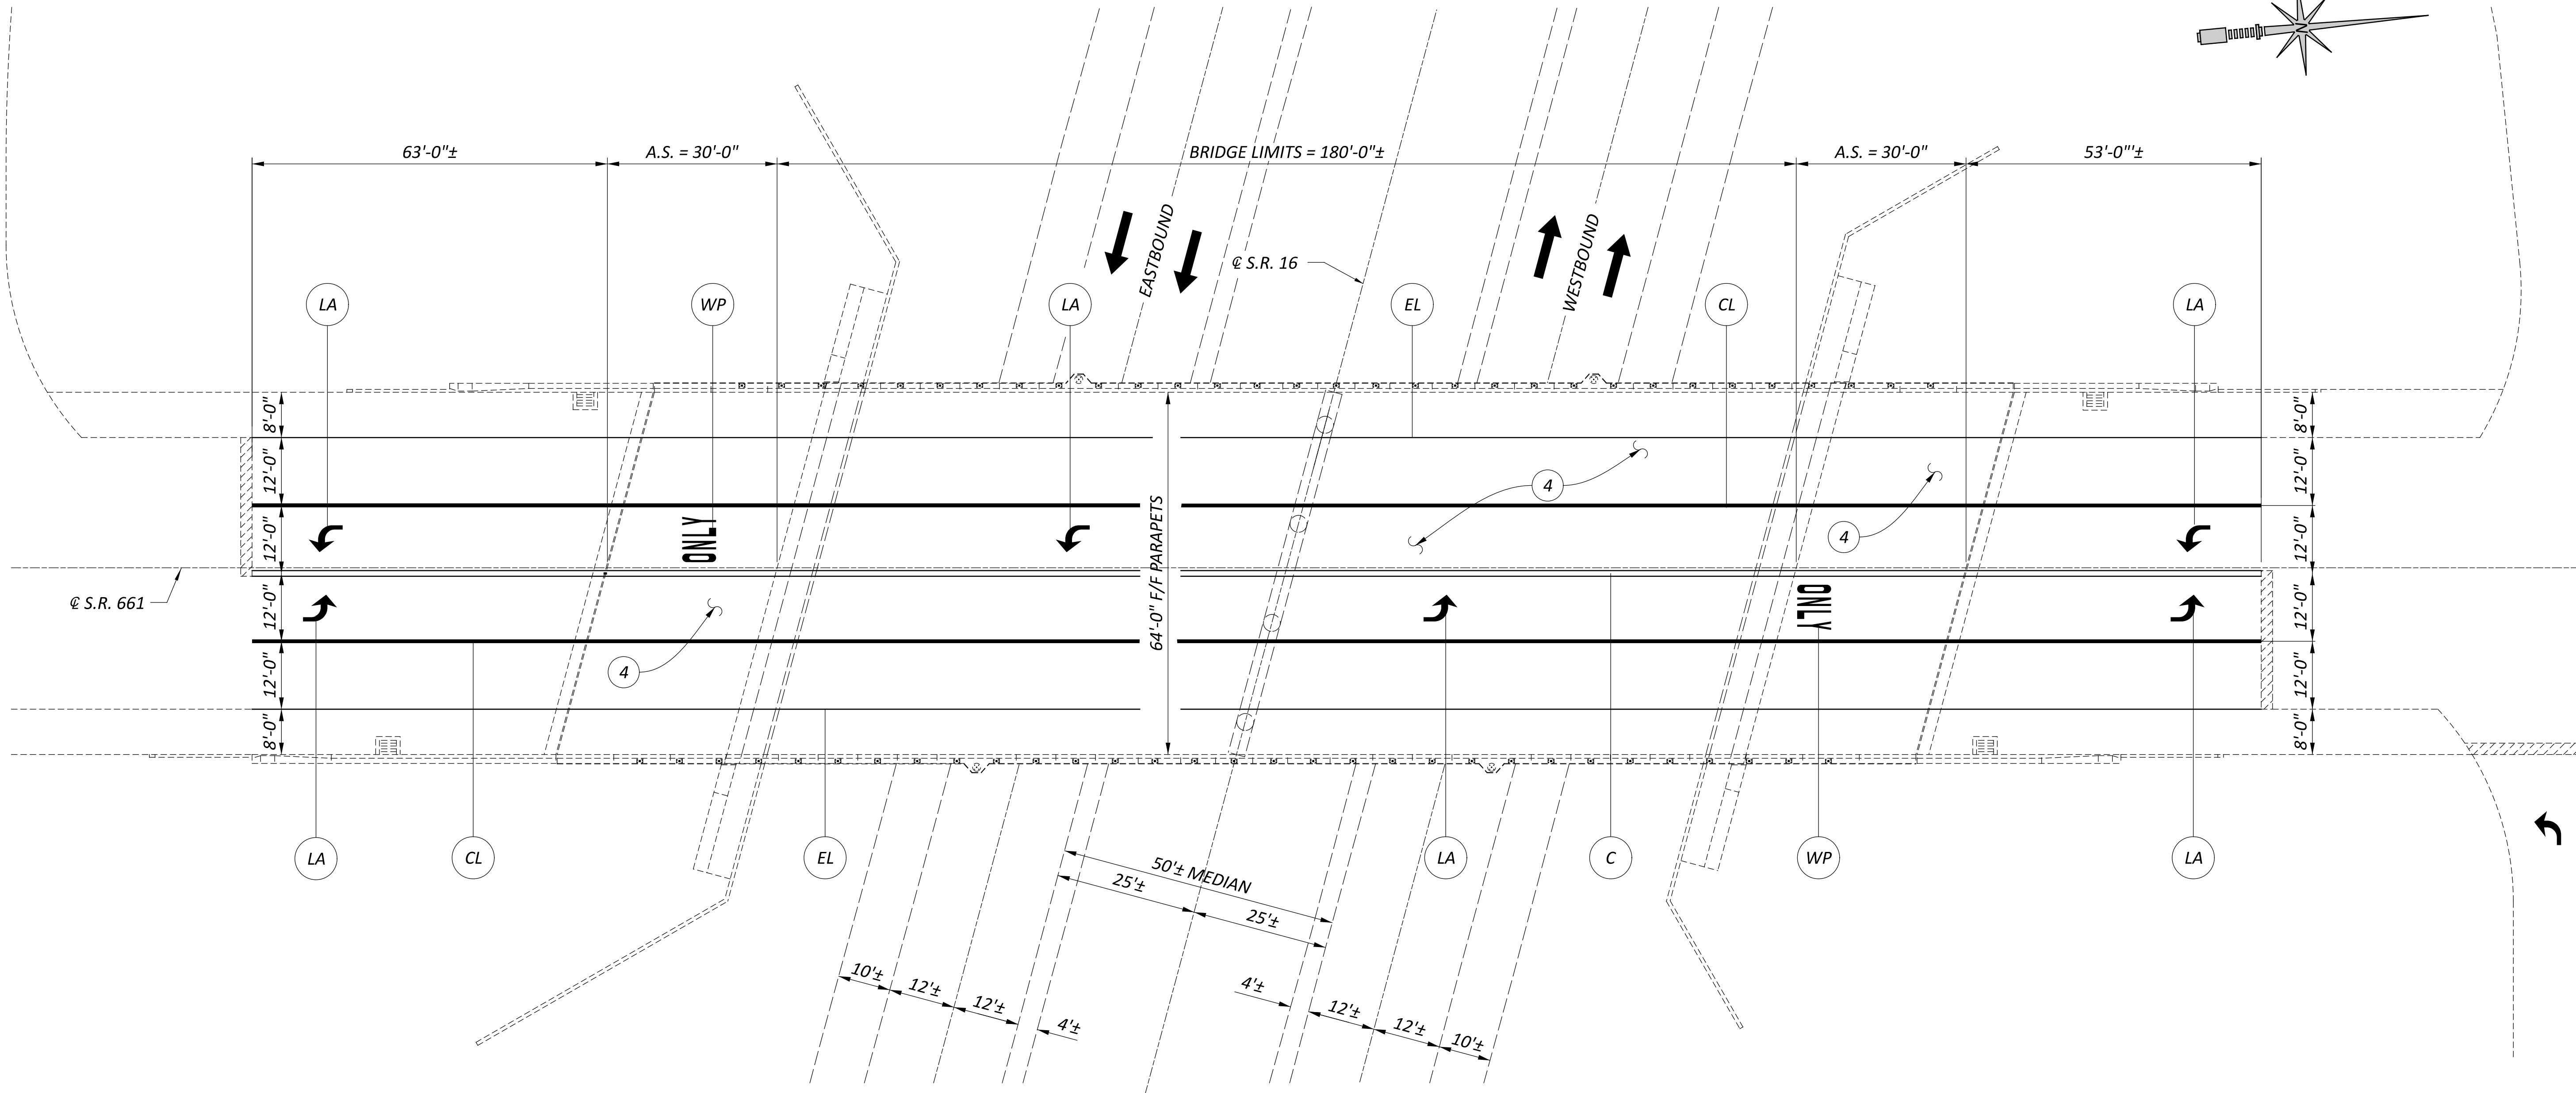 N
63'-0"±
A.S. = 30'-0"
BRIDGE LIMITS = 180'-0"±
A.S. = 30'-0"
53'-0"'±
EASTBOUND
℄ S.R. 16
WESTBOUND
LA
WP
LA
EL
CL
LA
8'-0"
12'-0"
12'-0"
12'-0"
12'-0"
8'-0"
ONLY
64'-0" F/F PARAPETS
4
4
4
ONLY
8'-0"
12'-0"
12'-0"
12'-0"
12'-0"
8'-0"
℄ S.R. 661
LA
CL
EL
LA
C
WP
LA
50'± MEDIAN
25'±
25'±
10'±
12'±
12'±
4'±
4'±
12'±
12'±
10'±